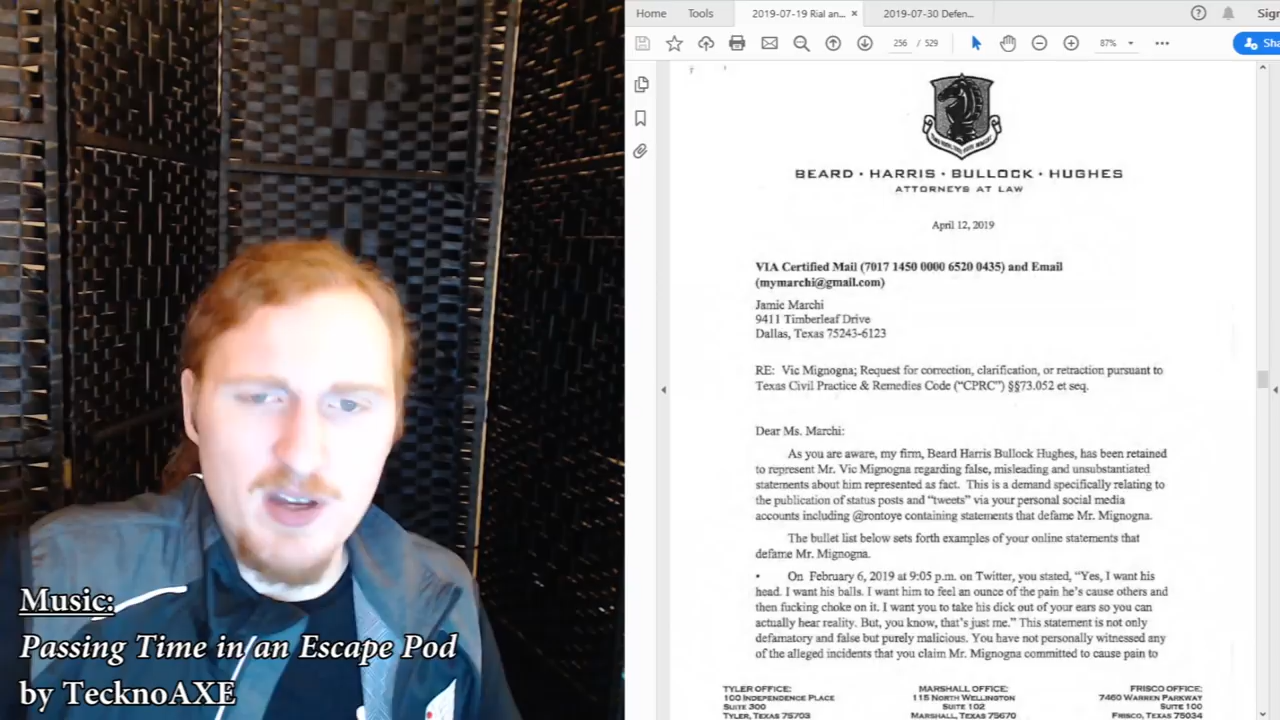 Home Tools 2019-07-19 Rial an... × 2019-07-30 Defen... Sign
256 / 529 87% Sha
BEARD · HARRIS · BULLOCK · HUGHES
ATTORNEYS AT LAW
April 12, 2019
VIA Certified Mail (7017 1450 0000 6520 0435) and Email
(mymarchi@gmail.com)
Jamie Marchi
9411 Timberleaf Drive
Dallas, Texas 75243-6123
RE: Vic Mignogna; Request for correction, clarification, or retraction pursuant to
Texas Civil Practice & Remedies Code ("CPRC") §§73.052 et seq.
Dear Ms. Marchi:
As you are aware, my firm, Beard Harris Bullock Hughes, has been retained
to represent Mr. Vic Mignogna regarding false, misleading and unsubstantiated
statements about him represented as fact. This is a demand specifically relating to
the publication of status posts and "tweets" via your personal social media
accounts including @rontoye containing statements that defame Mr. Mignogna.
The bullet list below sets forth examples of your online statements that
defame Mr. Mignogna.
• On February 6, 2019 at 9:05 p.m. on Twitter, you stated, "Yes, I want his
head. I want his balls. I want him to feel an ounce of the pain he's cause others and
then fucking choke on it. I want you to take his dick out of your ears so you can
actually hear reality. But, you know, that's just me." This statement is not only
defamatory and false but purely malicious. You have not personally witnessed any
of the alleged incidents that you claim Mr. Mignogna committed to cause pain to
TYLER OFFICE: MARSHALL OFFICE: FRISCO OFFICE:
100 INDEPENDENCE PLACE 115 NORTH WELLINGTON 7460 WARREN PARKWAY
SUITE 300 SUITE 102 SUITE 100
TYLER, TEXAS 75703 MARSHALL, TEXAS 75670 FRISCO, TEXAS 75034
Music:
Passing Time in an Escape Pod
by TecknoAXE